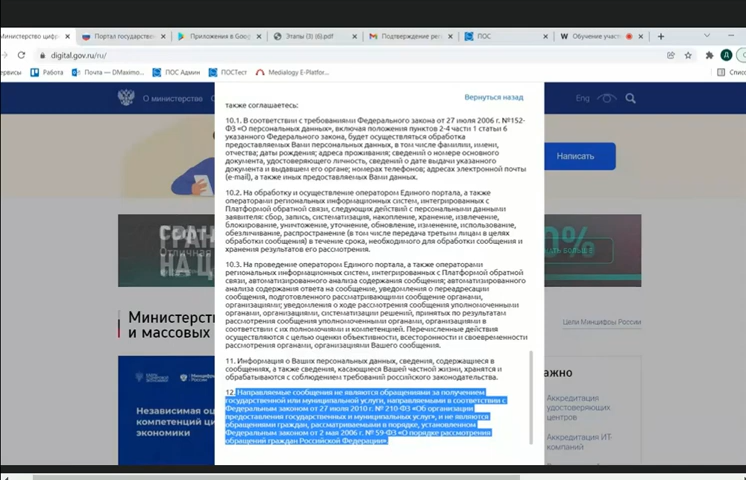 Министерство цифр
Портал государствен
Приложения в Goog
Этапы (3) (6).pdf
Подтверждение рег
ПОС
Обучение участ
digital.gov.ru/ru/
ервисы
Работа
Почта — DMaximo...
ПОС Админ
ПОСТест
Medialogy E-Platfor...
Списо
О министерстве
Eng
Вернуться назад
также соглашаетесь:
10.1. В соответствии с требованиями Федерального закона от 27 июля 2006 г. №152-
ФЗ «О персональных данных», включая положения пунктов 2-4 части 1 статьи 6
указанного Федерального закона, будет осуществляться обработка
предоставляемых Вами персональных данных, в том числе фамилии, имени,
отчества; даты рождения; адреса проживания; сведений о номере основного
документа, удостоверяющего личность, сведений о дате выдачи указанного
документа и выдавшем его органе; номерах телефонов; адресах электронной почты
(e-mail), а также иных предоставляемых Вами данных.
10.2. На обработку и осуществление оператором Единого портала, а также
операторами региональных информационных систем, интегрированных с
Платформой обратной связи, следующих действий с персональными данными
заявителя: сбор, запись, систематизация, накопление, хранение, извлечение,
блокирование, уничтожение, уточнение, обновление, изменение, использование,
обезличивание, распространение (в том числе передача третьим лицам в целях
обработки сообщения) в течение срока, необходимого для обработки сообщения и
хранения результатов его рассмотрения.
10.3. На проведение оператором Единого портала, а также операторами
региональных информационных систем, интегрированных с Платформой обратной
связи, автоматизированного анализа содержания сообщения; автоматизированного
анализа содержания ответа на сообщение, уведомления о переадресации
сообщения, подготовленного рассматривающими сообщение органами,
организациями; уведомления о ходе рассмотрения сообщения уполномоченными
органами, организациями, систематизации решений, принятых по результатам
рассмотрения сообщения уполномоченными органами, организациями в
соответствии с их полномочиями и компетенцией. Перечисленные действия
осуществляются с целью оценки объективности, всесторонности и своевременности
рассмотрения органами, организациями Вашего сообщения.
11. Информация о Ваших персональных данных, сведения, содержащиеся в
сообщениях, а также сведения, касающиеся Вашей частной жизни, хранятся и
обрабатываются с соблюдением требований российского законодательства.
12. Направляемые сообщения не являются обращениями за получением
государственной или муниципальной услуги, направляемыми в соответствии с
Федеральным законом от 27 июля 2010 г. № 210-ФЗ «Об организации
предоставления государственных и муниципальных услуг», и не являются
обращениями граждан, рассматриваемыми в порядке, установленном
Федеральным законом от 2 мая 2006 г. № 59-ФЗ «О порядке рассмотрения
обращений граждан Российской Федерации».
Написать
0%
НАТЬ БОЛЬШЕ
Отличная
НА Ц
Министерств
и массовых
Цели Минцифры России
Независимая оц
компетенций ци
экономики
ажно
Аккредитация
удостоверяющих
центров
Аккредитация ИТ-
компаний